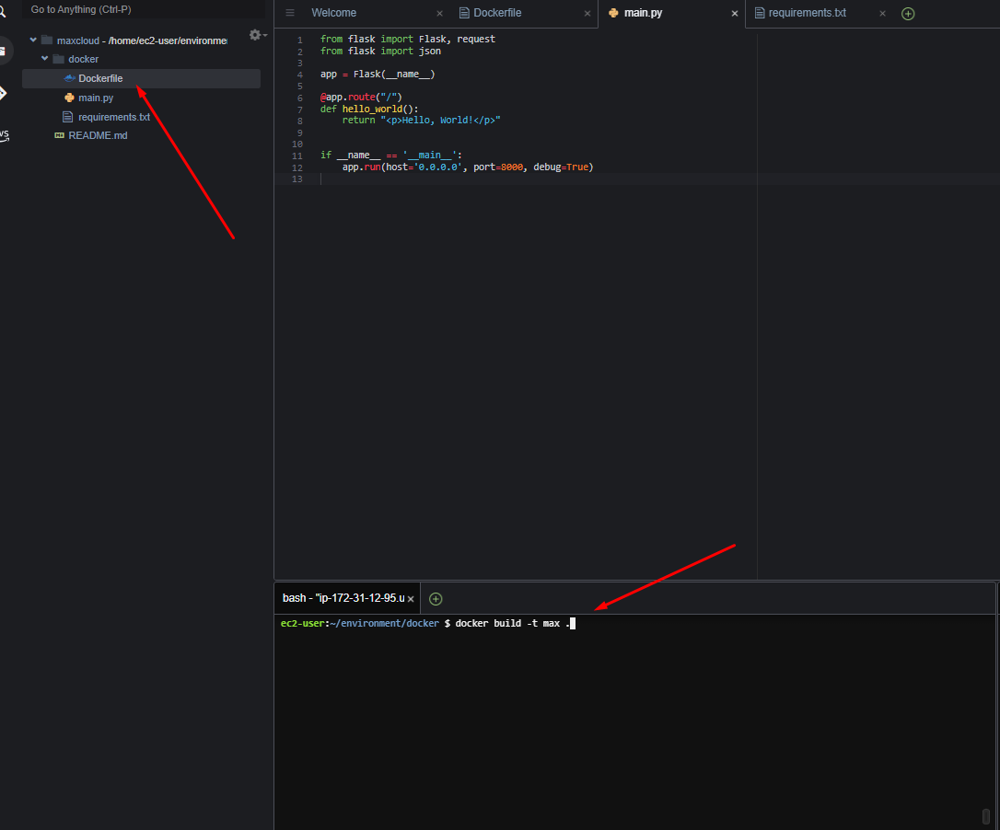 Go to Anything (Ctrl-P)
maxcloud - /home/ec2-user/environme
docker
Dockerfile
main.py
requirements.txt
README.md
Welcome
Dockerfile
main.py
requirements.txt
1 from flask import Flask, request
2 from flask import json
3
4 app = Flask(__name__)
5
6 @app.route("/")
7 def hello_world():
8 return "<p>Hello, World!</p>"
9
10
11 if __name__ == '__main__':
12 app.run(host='0.0.0.0', port=8000, debug=True)
13
bash - "ip-172-31-12-95.u
ec2-user:~/environment/docker $ docker build -t max .